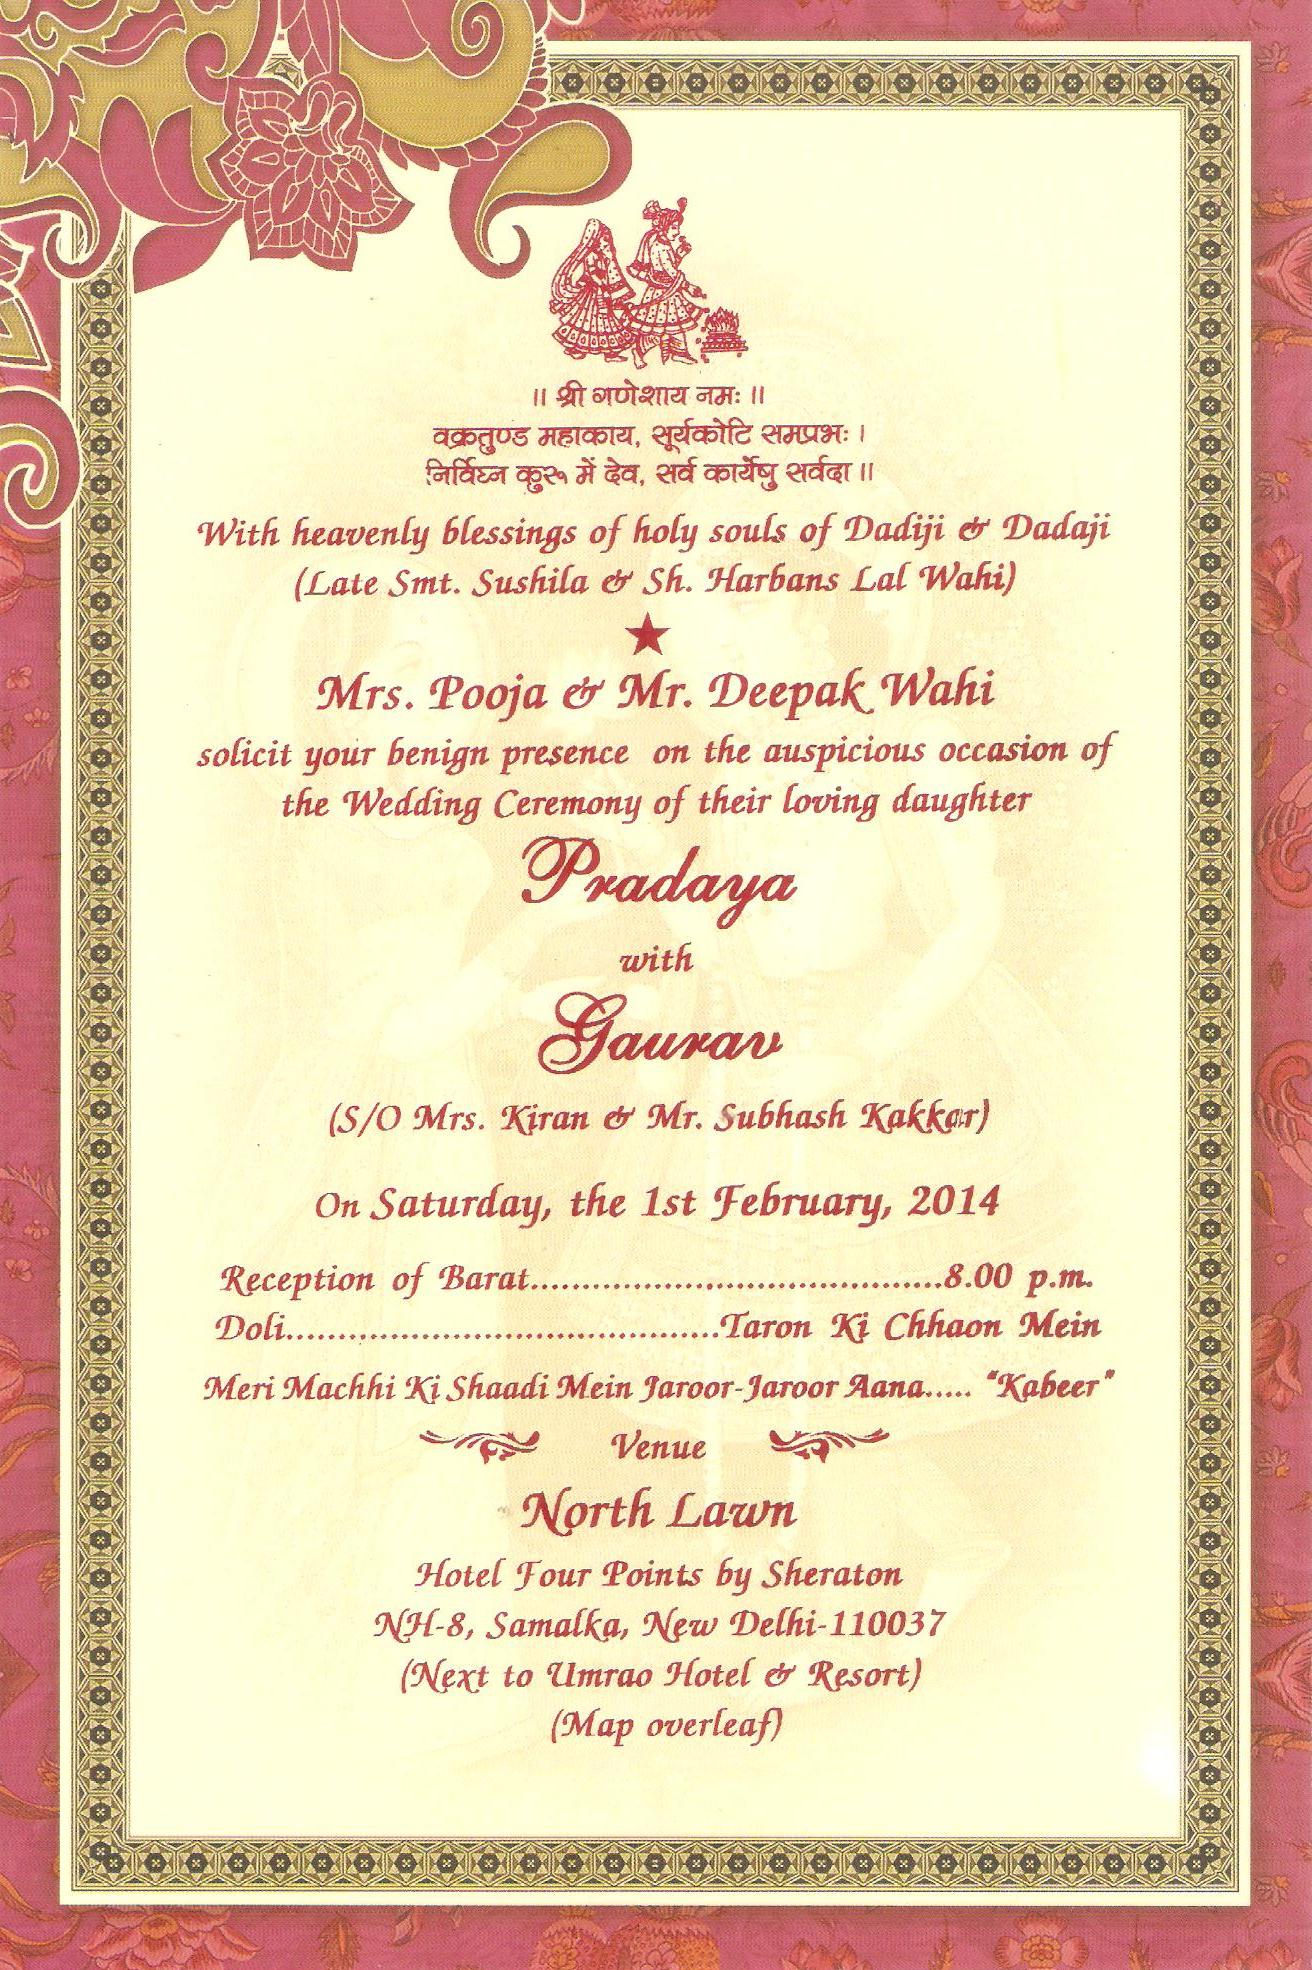 ॥ श्री गणेशाय नमः ॥
वक्रतुण्ड महाकाय, सूर्यकोटि समप्रभः ।
निर्विघ्न कुरू में देव, सर्व कार्येषु सर्वदा ॥
With heavenly blessings of holy souls of Dadiji & Dadaji
(Late Smt. Sushila & Sh. Harbans Lal Wahi)
★
Mrs. Pooja & Mr. Deepak Wahi
solicit your benign presence on the auspicious occasion of
the Wedding Ceremony of their loving daughter
Pradaya
with
Gaurav
(S/O Mrs. Kiran & Mr. Subhash Kakkar)
On Saturday, the 1st February, 2014
Reception of Barat........................................8.00 p.m.
Doli..........................................Taron Ki Chhaon Mein
Meri Machhi Ki Shaadi Mein Jaroor-Jaroor Aana..... "Kabeer"
Venue
North Lawn
Hotel Four Points by Sheraton
NH-8, Samalka, New Delhi-110037
(Next to Umrao Hotel & Resort)
(Map overleaf)